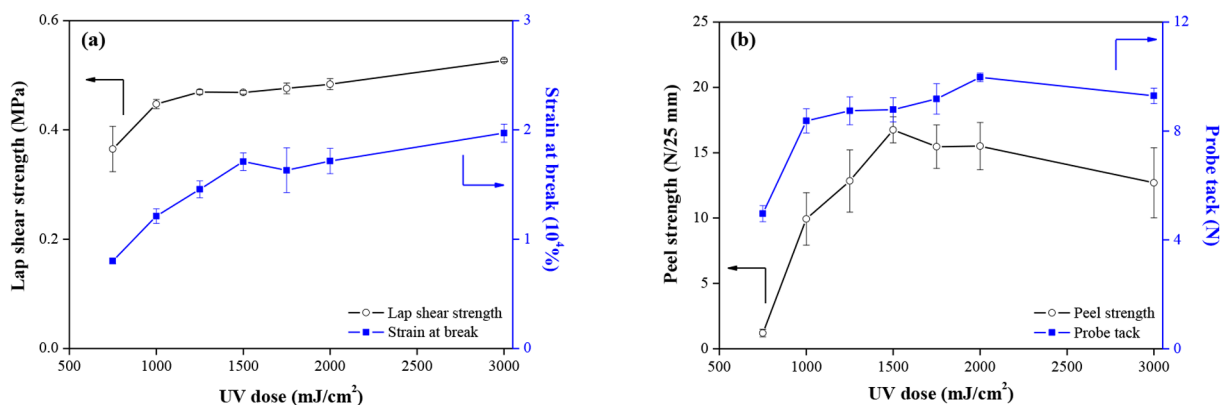 (a)
Lap shear strength (MPa)
0.6
0.4
0.2
0.0
3
2
1
0
Strain at break (10⁴%)
Lap shear strength
Strain at break
500 1000 1500 2000 2500 3000
UV dose (mJ/cm²)
(b)
Peel strength (N/25 mm)
25
20
15
10
5
0
12
8
4
0
Probe tack (N)
Peel strength
Probe tack
500 1000 1500 2000 2500 3000
UV dose (mJ/cm²)